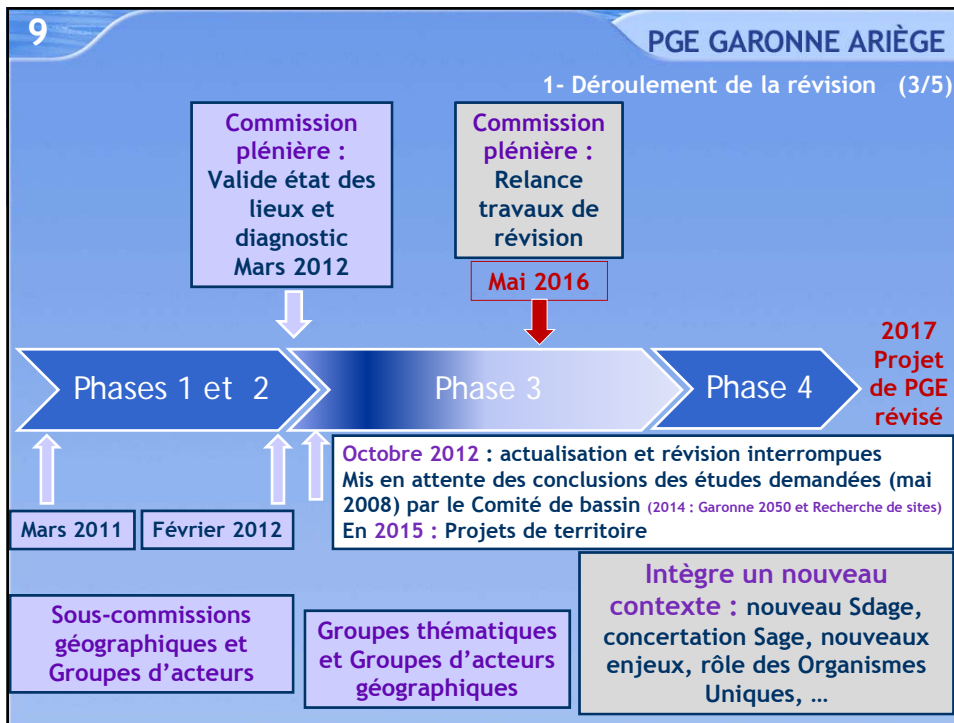 9
PGE GARONNE ARIÈGE
1- Déroulement de la révision (3/5)
Commission
plénière :
Valide état des
lieux et
diagnostic
Mars 2012
Commission
plénière :
Relance
travaux de
révision
Mai 2016
Phases 1 et 2
Phase 3
Phase 4
2017
Projet
de PGE
révisé
Mars 2011
Février 2012
Octobre 2012 : actualisation et révision interrompues
Mis en attente des conclusions des études demandées (mai
2008) par le Comité de bassin (2014 : Garonne 2050 et Recherche de sites)
En 2015 : Projets de territoire
Sous-commissions
géographiques et
Groupes d'acteurs
Groupes thématiques
et Groupes d'acteurs
géographiques
Intègre un nouveau
contexte : nouveau Sdage,
concertation Sage, nouveaux
enjeux, rôle des Organismes
Uniques, …